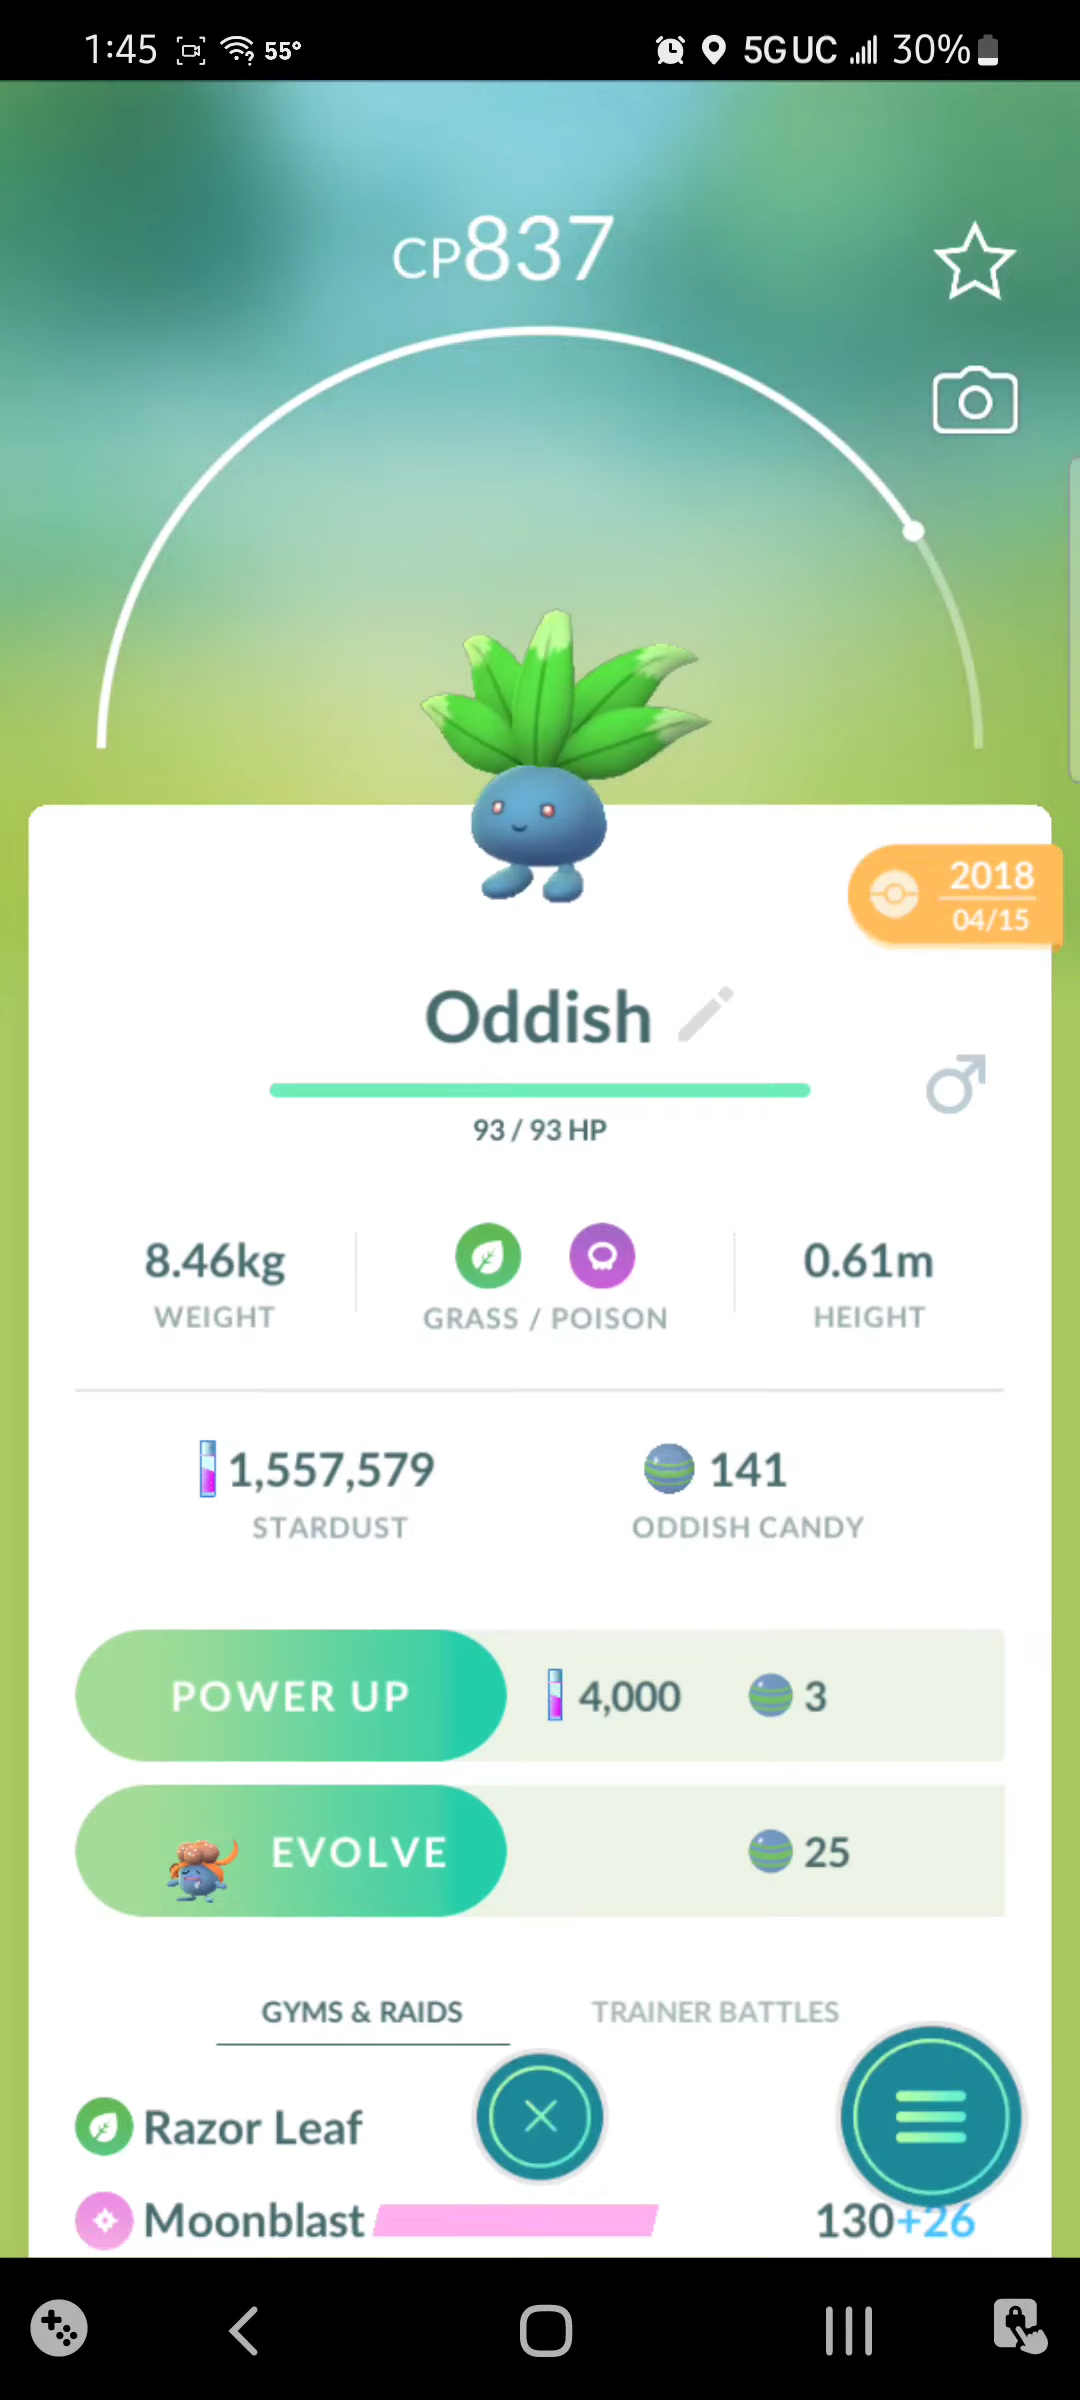 1:45 55° 5G UC 30%
CP837
2018
04/15
Oddish
93 / 93 HP
8.46kg
WEIGHT
GRASS / POISON
0.61m
HEIGHT
1,557,579
STARDUST
141
ODDISH CANDY
POWER UP 4,000 3
EVOLVE 25
GYMS & RAIDS TRAINER BATTLES
Razor Leaf
Moonblast 130+26